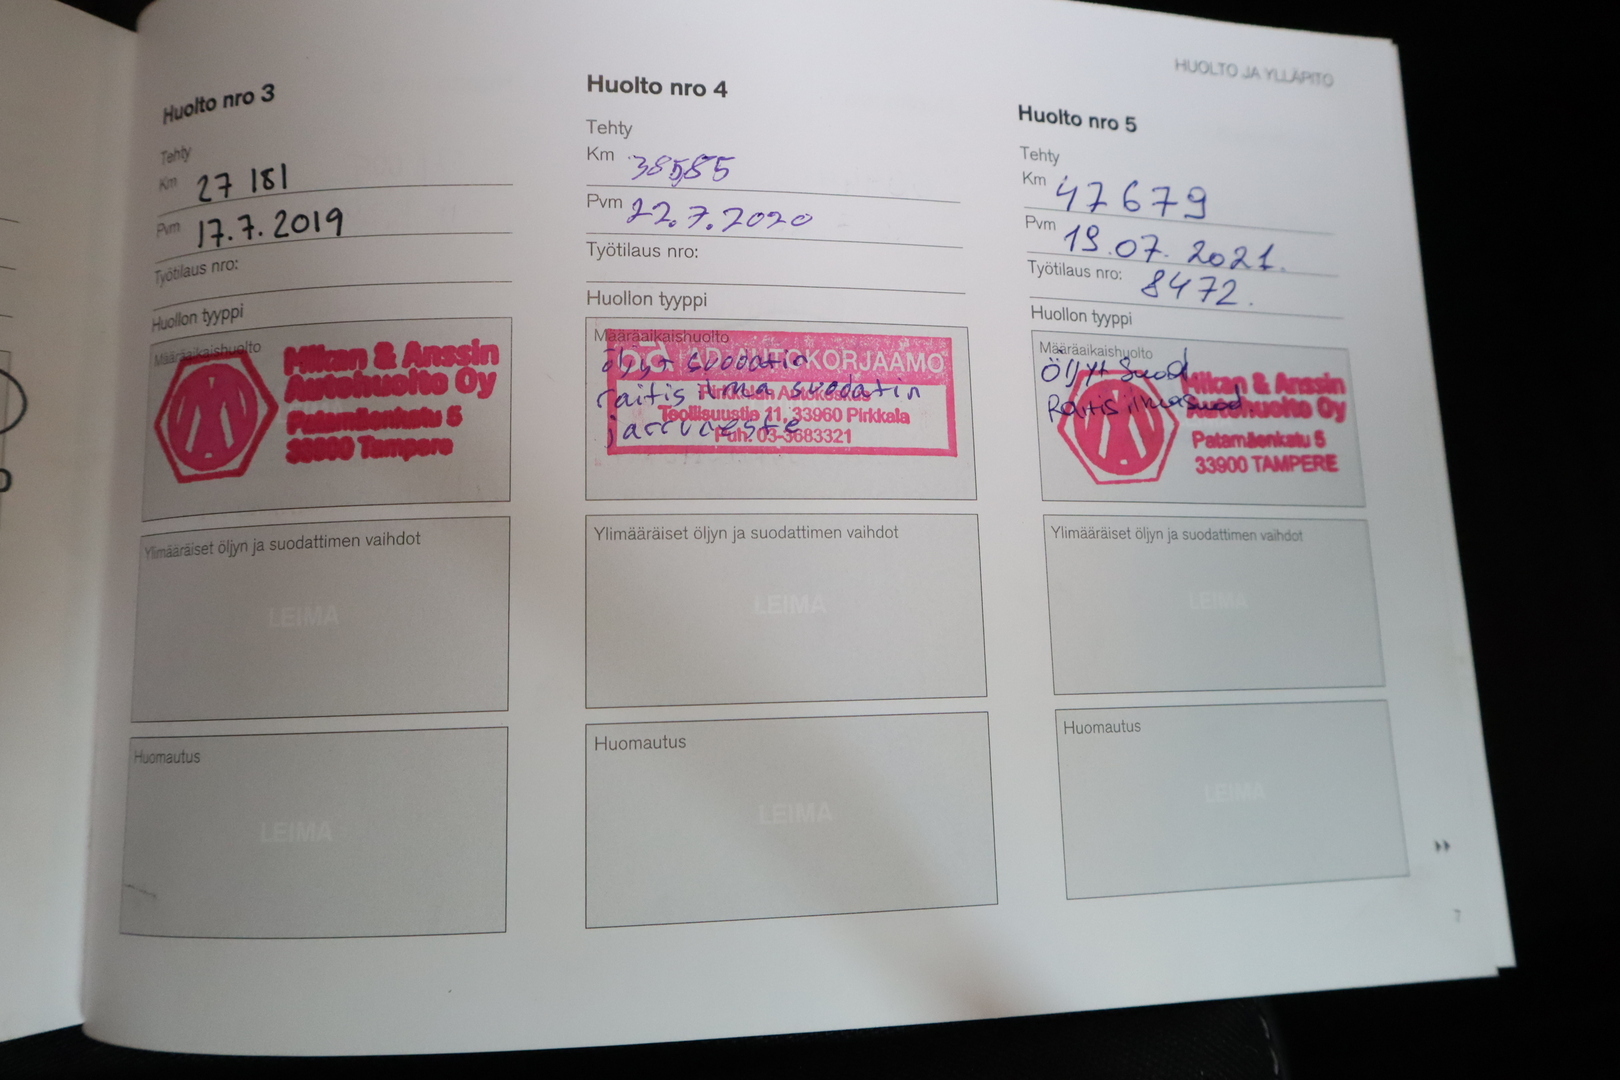 HUOLTO JA YLLÄPITO
Huolto nro 3
Tehty
Km 27 181
Pvm 17.7.2019
Työtilaus nro:
Huollon tyyppi
Määräaikaishuolto
Mikan & Anssin
Autohuolto Oy
Patamäenkatu 5
33900 Tampere
Ylimääräiset öljyn ja suodattimen vaihdot
LEIMA
Huomautus
LEIMA
Huolto nro 4
Tehty
Km 38585
Pvm 22.7.2020
Työtilaus nro:
Huollon tyyppi
Määräaikaishuolto
AUTOKORJAAMO
öljyt suodatin
raitis ilma suodatin
Teollisuustie 11, 33960 Pirkkala
jarruneste
Puh. 03-3683321
Ylimääräiset öljyn ja suodattimen vaihdot
LEIMA
Huomautus
LEIMA
Huolto nro 5
Tehty
Km 47679
Pvm 19.07.2021.
Työtilaus nro: 8472.
Huollon tyyppi
Määräaikaishuolto
Öljyt Suod
Raitisilmasuod.
Mikan & Anssin
Autohuolto Oy
Patamäenkatu 5
33900 TAMPERE
Ylimääräiset öljyn ja suodattimen vaihdot
LEIMA
Huomautus
LEIMA
7